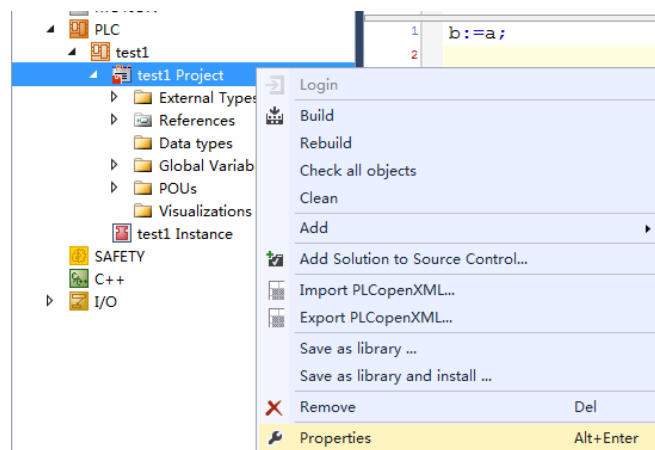 PLC
test1
test1 Project
External Types
References
Data types
Global Variab
POUs
Visualizations
test1 Instance
SAFETY
C++
I/O
1 b:=a;
2
Login
Build
Rebuild
Check all objects
Clean
Add
Add Solution to Source Control...
Import PLCopenXML...
Export PLCopenXML...
Save as library ...
Save as library and install ...
Remove Del
Properties Alt+Enter